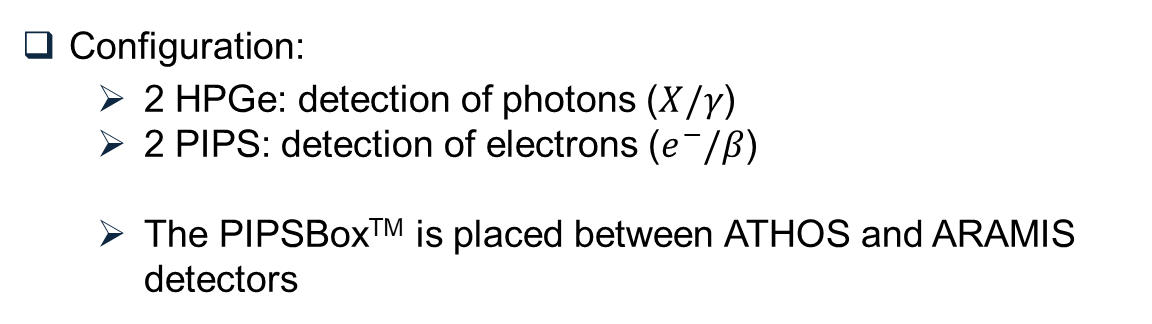 ❑ Configuration:
➢ 2 HPGe: detection of photons (X/γ)
➢ 2 PIPS: detection of electrons (e⁻/β)
➢ The PIPSBox™ is placed between ATHOS and ARAMIS
detectors